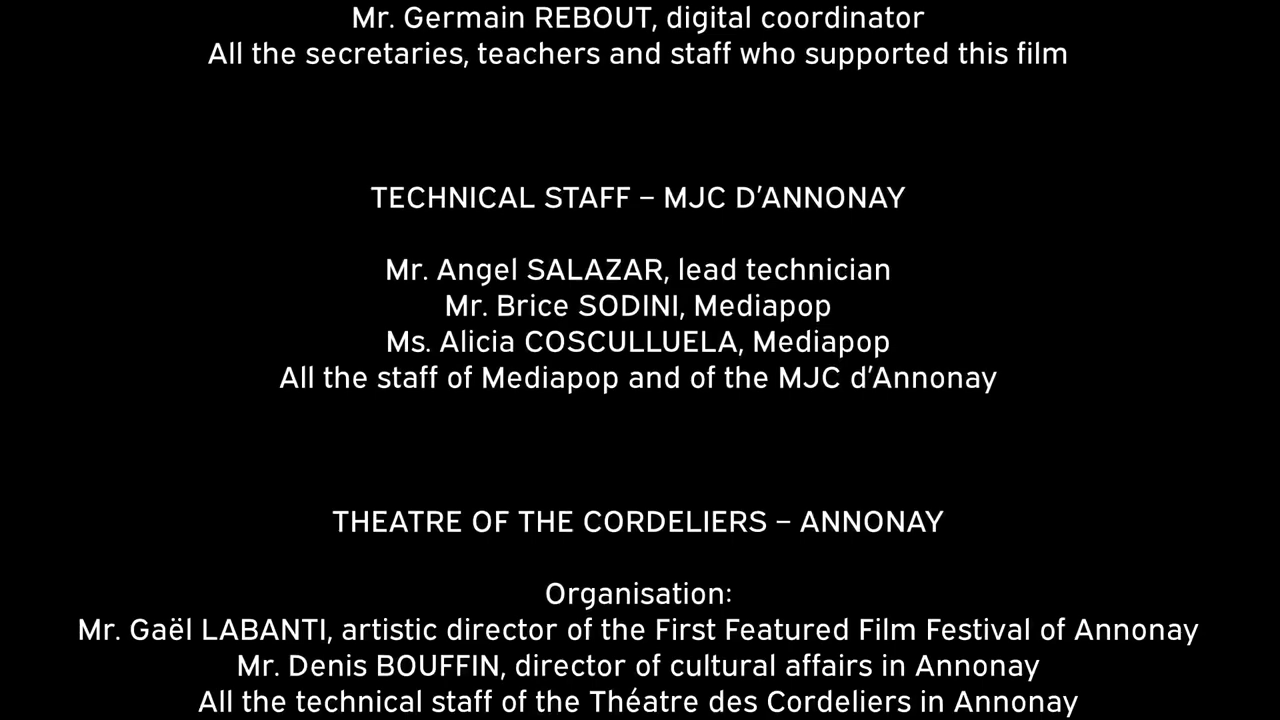 Mr. Germain REBOUT, digital coordinator
All the secretaries, teachers and staff who supported this film
TECHNICAL STAFF – MJC D’ANNONAY
Mr. Angel SALAZAR, lead technician
Mr. Brice SODINI, Mediapop
Ms. Alicia COSCULLUELA, Mediapop
All the staff of Mediapop and of the MJC d’Annonay
THEATRE OF THE CORDELIERS – ANNONAY
Organisation:
Mr. Gaël LABANTI, artistic director of the First Featured Film Festival of Annonay
Mr. Denis BOUFFIN, director of cultural affairs in Annonay
All the technical staff of the Théatre des Cordeliers in Annonay